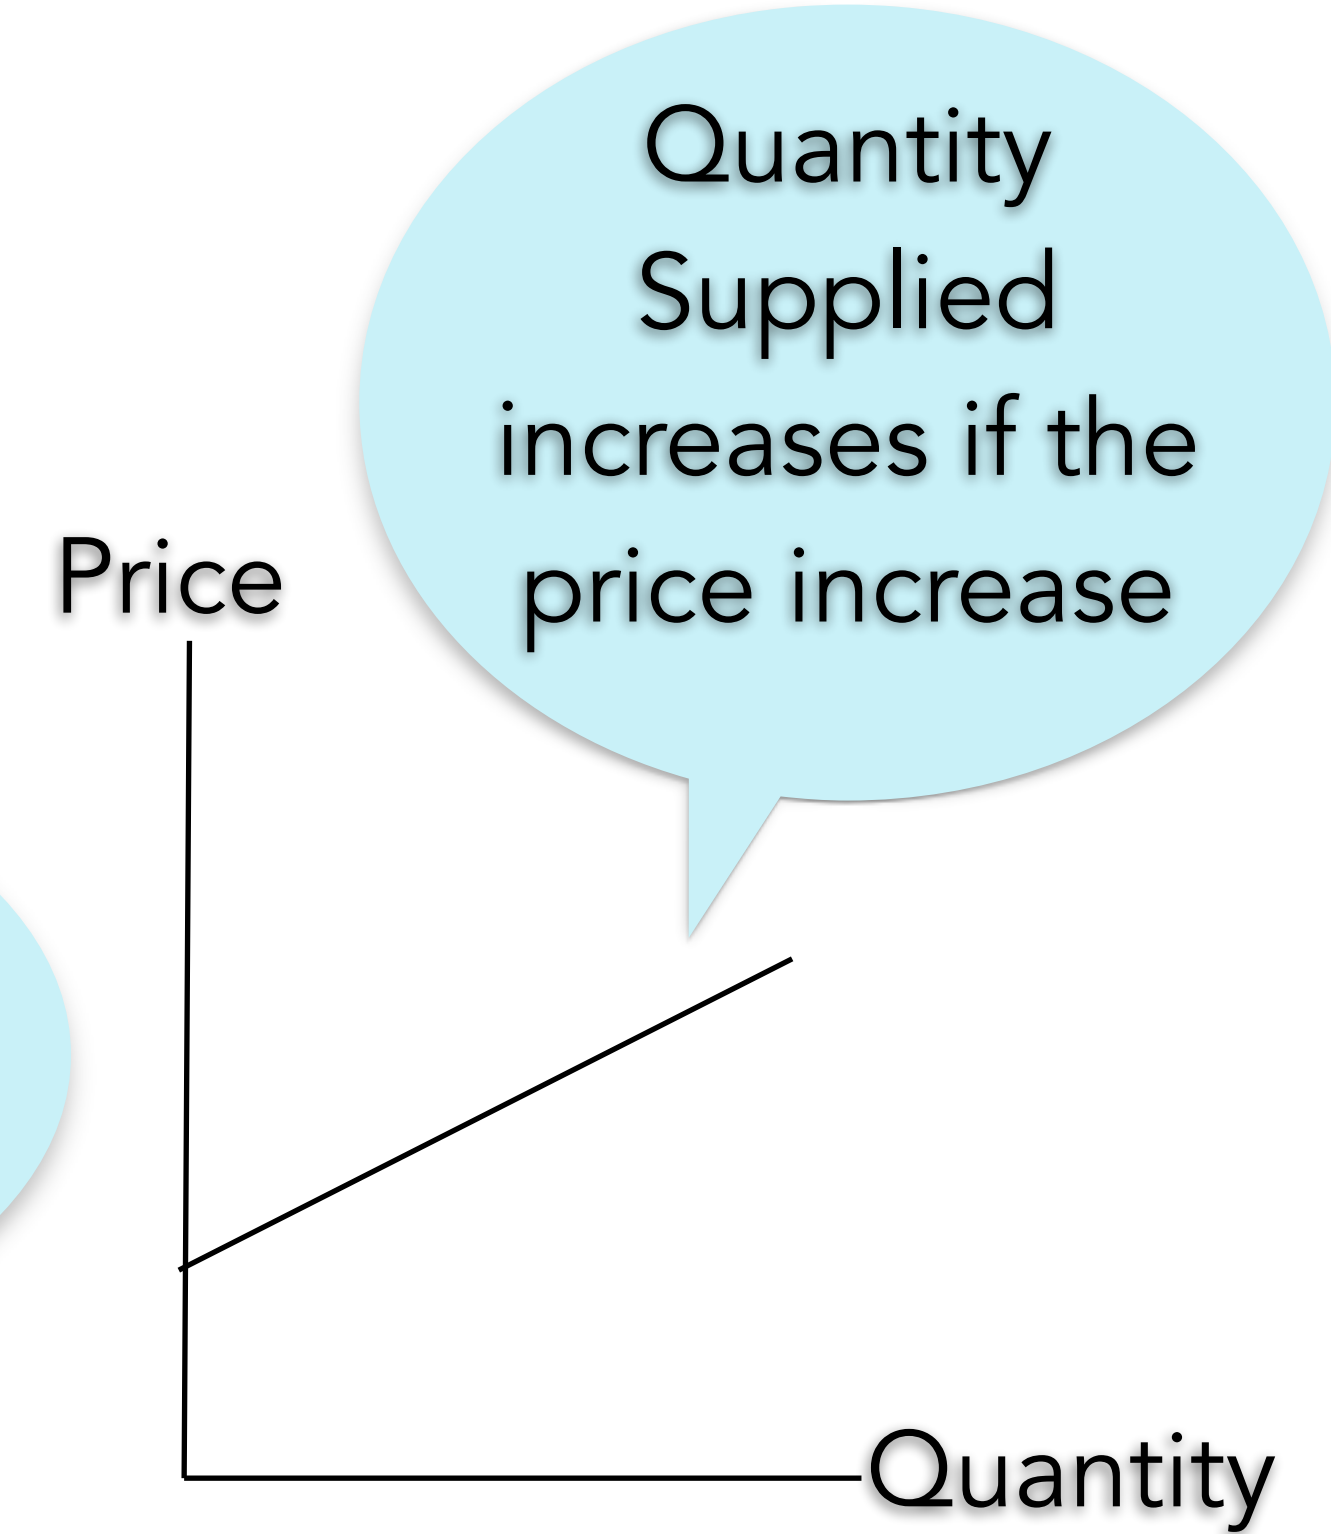 Quantity
Supplied
increases if the
price increase
Price
Quantity